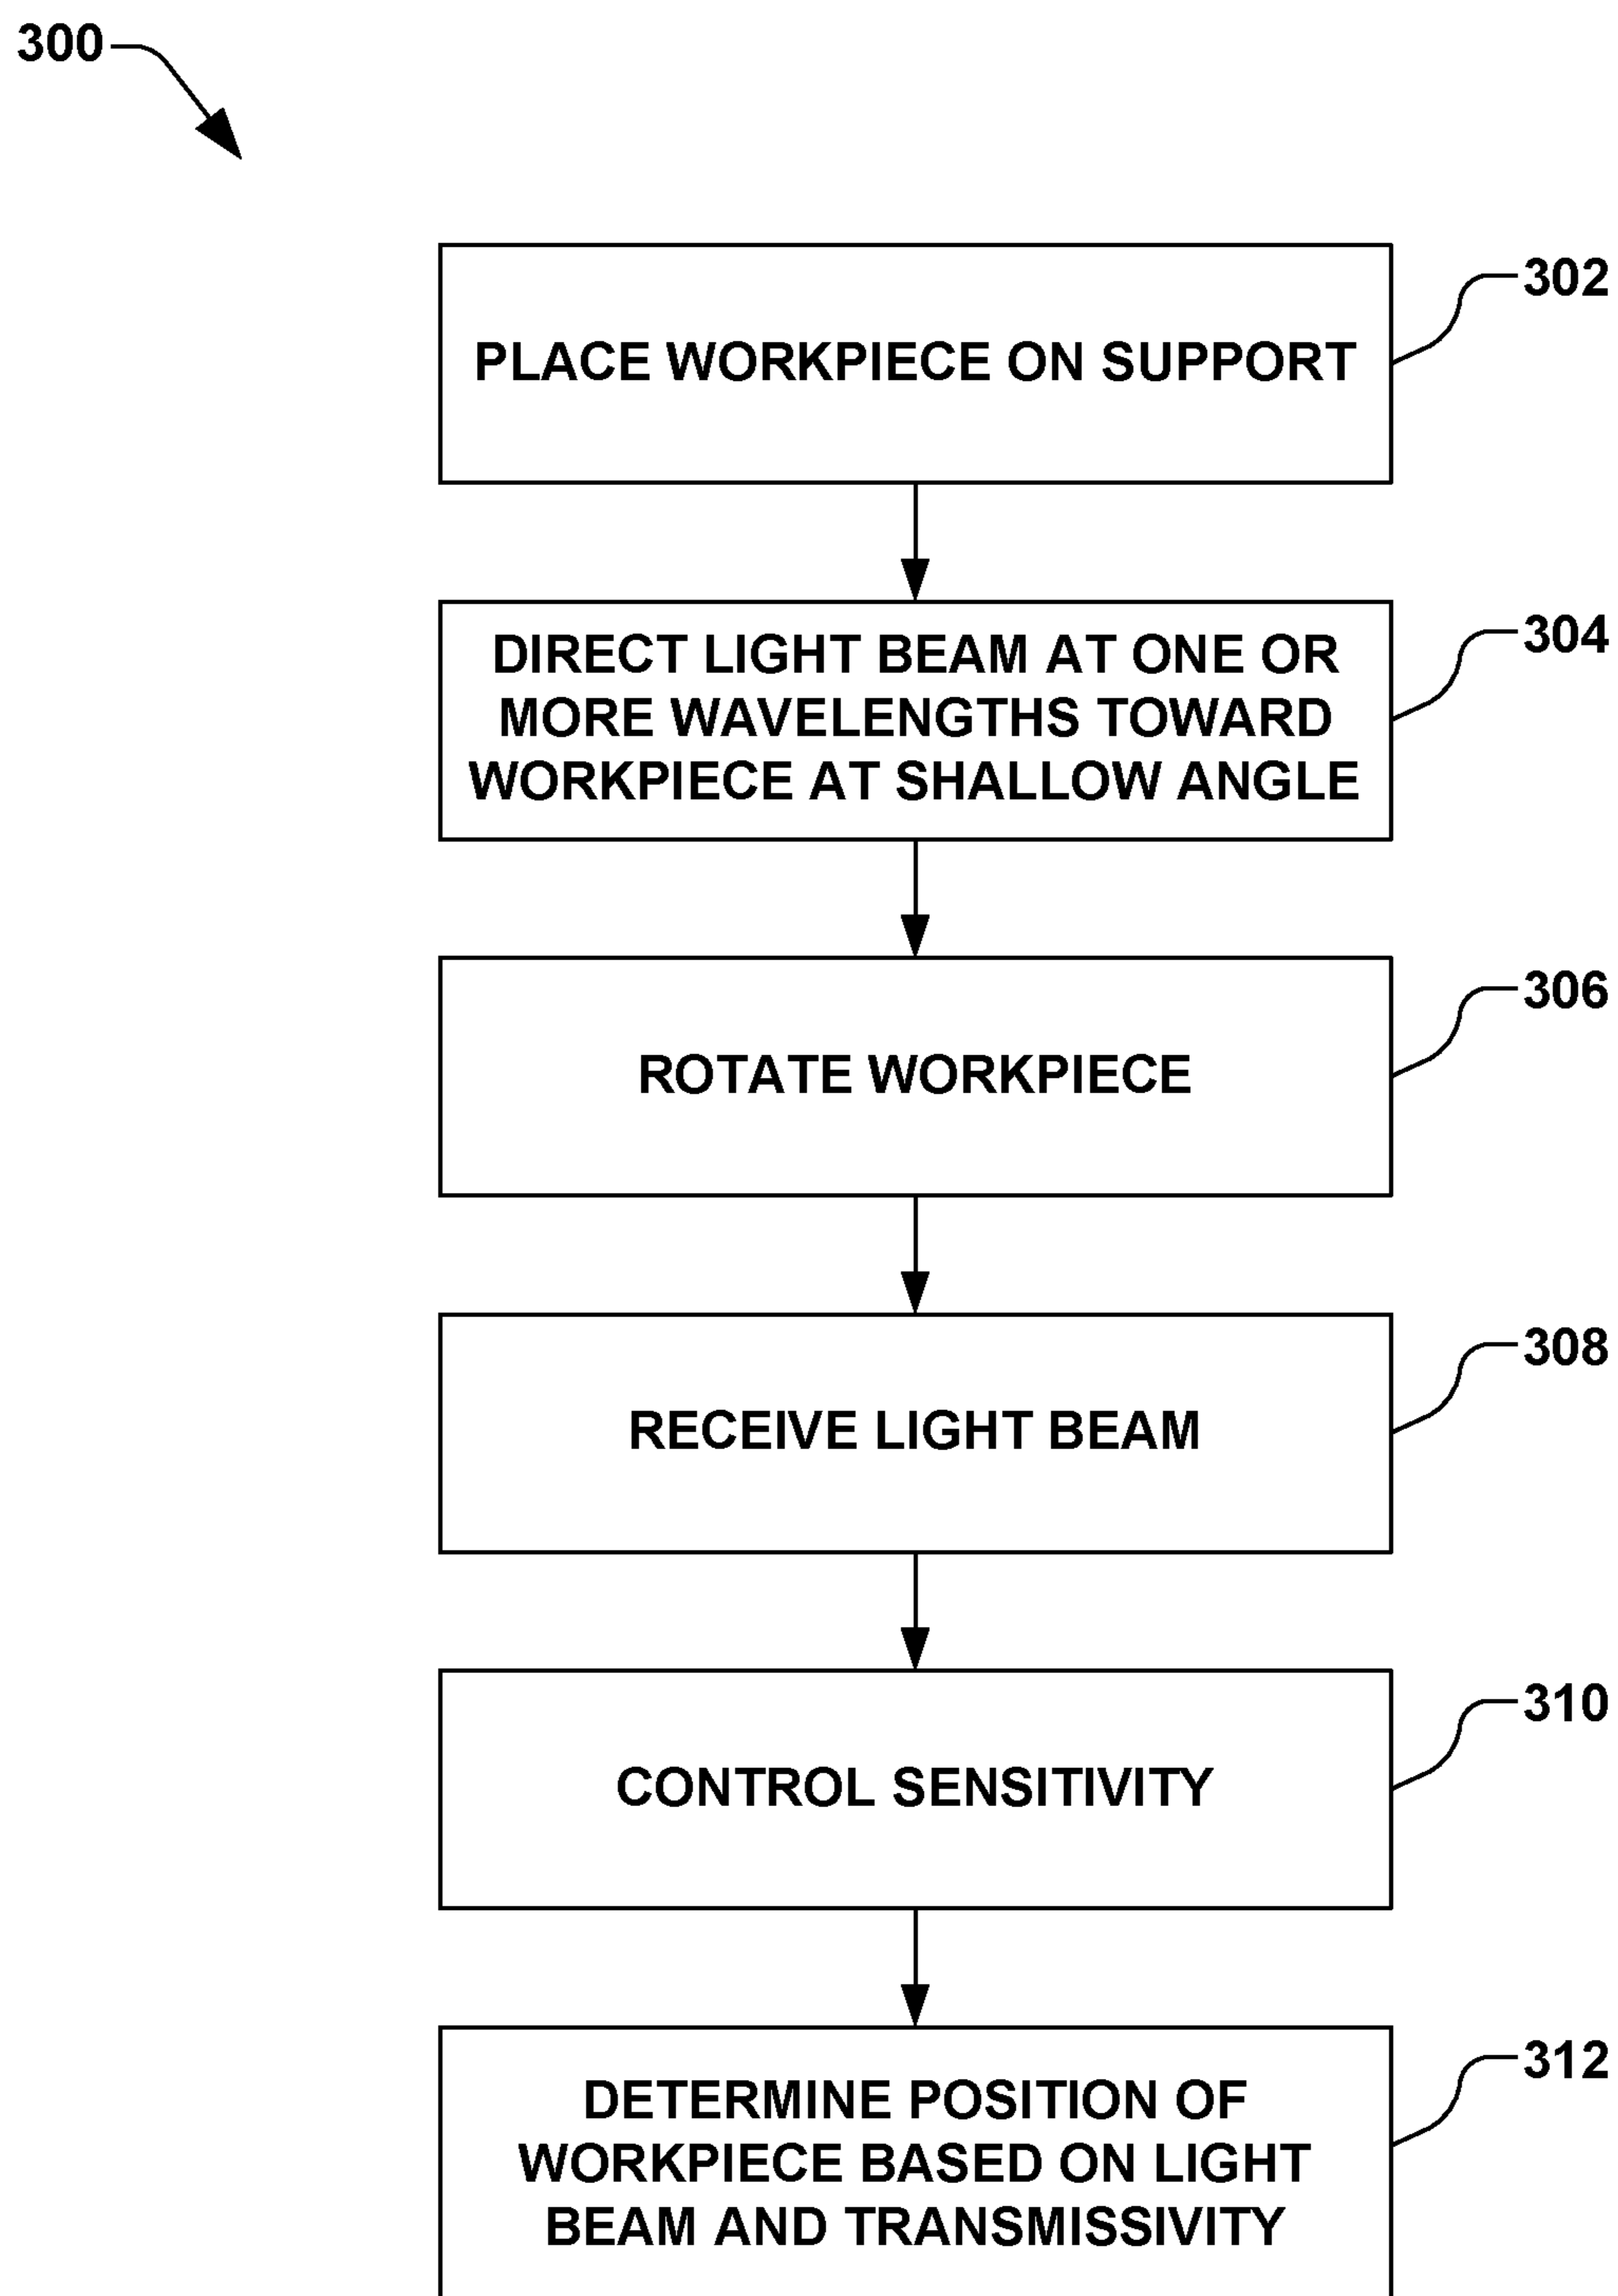 300
PLACE WORKPIECE ON SUPPORT
302
DIRECT LIGHT BEAM AT ONE OR
MORE WAVELENGTHS TOWARD
WORKPIECE AT SHALLOW ANGLE
304
ROTATE WORKPIECE
306
RECEIVE LIGHT BEAM
308
CONTROL SENSITIVITY
310
DETERMINE POSITION OF
WORKPIECE BASED ON LIGHT
BEAM AND TRANSMISSIVITY
312